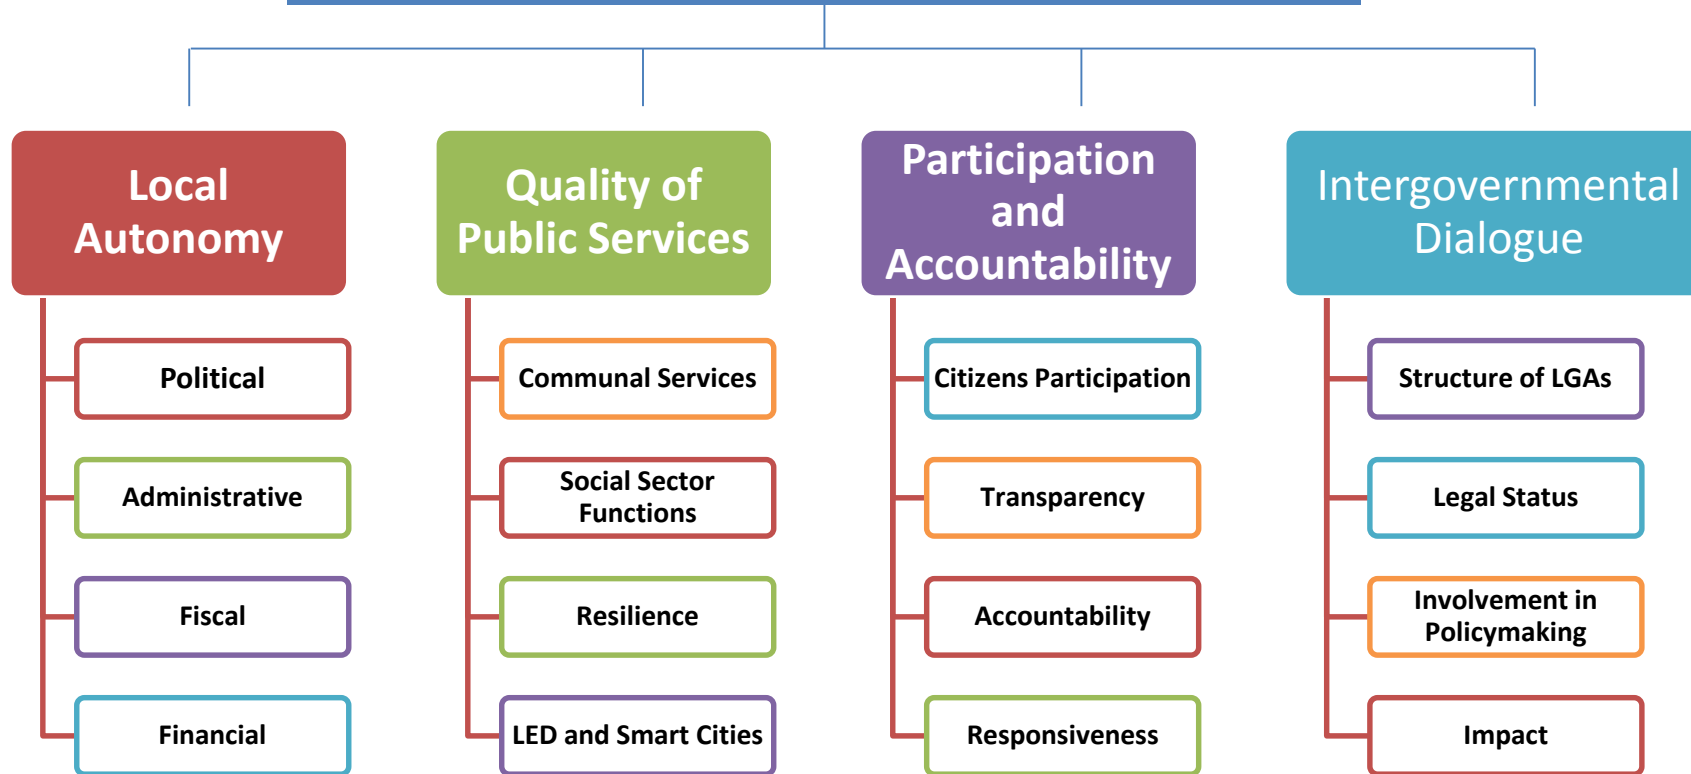 Local
Autonomy
Political
Administrative
Fiscal
Financial
Quality of
Public Services
Communal Services
Social Sector
Functions
Resilience
LED and Smart Cities
Participation
and
Accountability
Citizens Participation
Transparency
Accountability
Responsiveness
Intergovernmental
Dialogue
Structure of LGAs
Legal Status
Involvement in
Policymaking
Impact